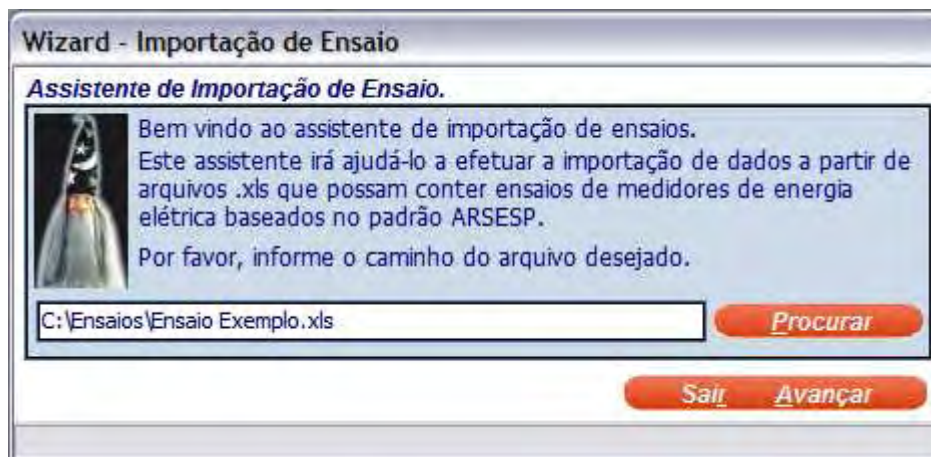 Wizard - Importação de Ensaio
Assistente de Importação de Ensaio.
Bem vindo ao assistente de importação de ensaios.
Este assistente irá ajudá-lo a efetuar a importação de dados a partir de
arquivos .xls que possam conter ensaios de medidores de energia
elétrica baseados no padrão ARSESP.
Por favor, informe o caminho do arquivo desejado.
C:\Ensaios\Ensaio Exemplo.xls
Procurar
Sair Avançar